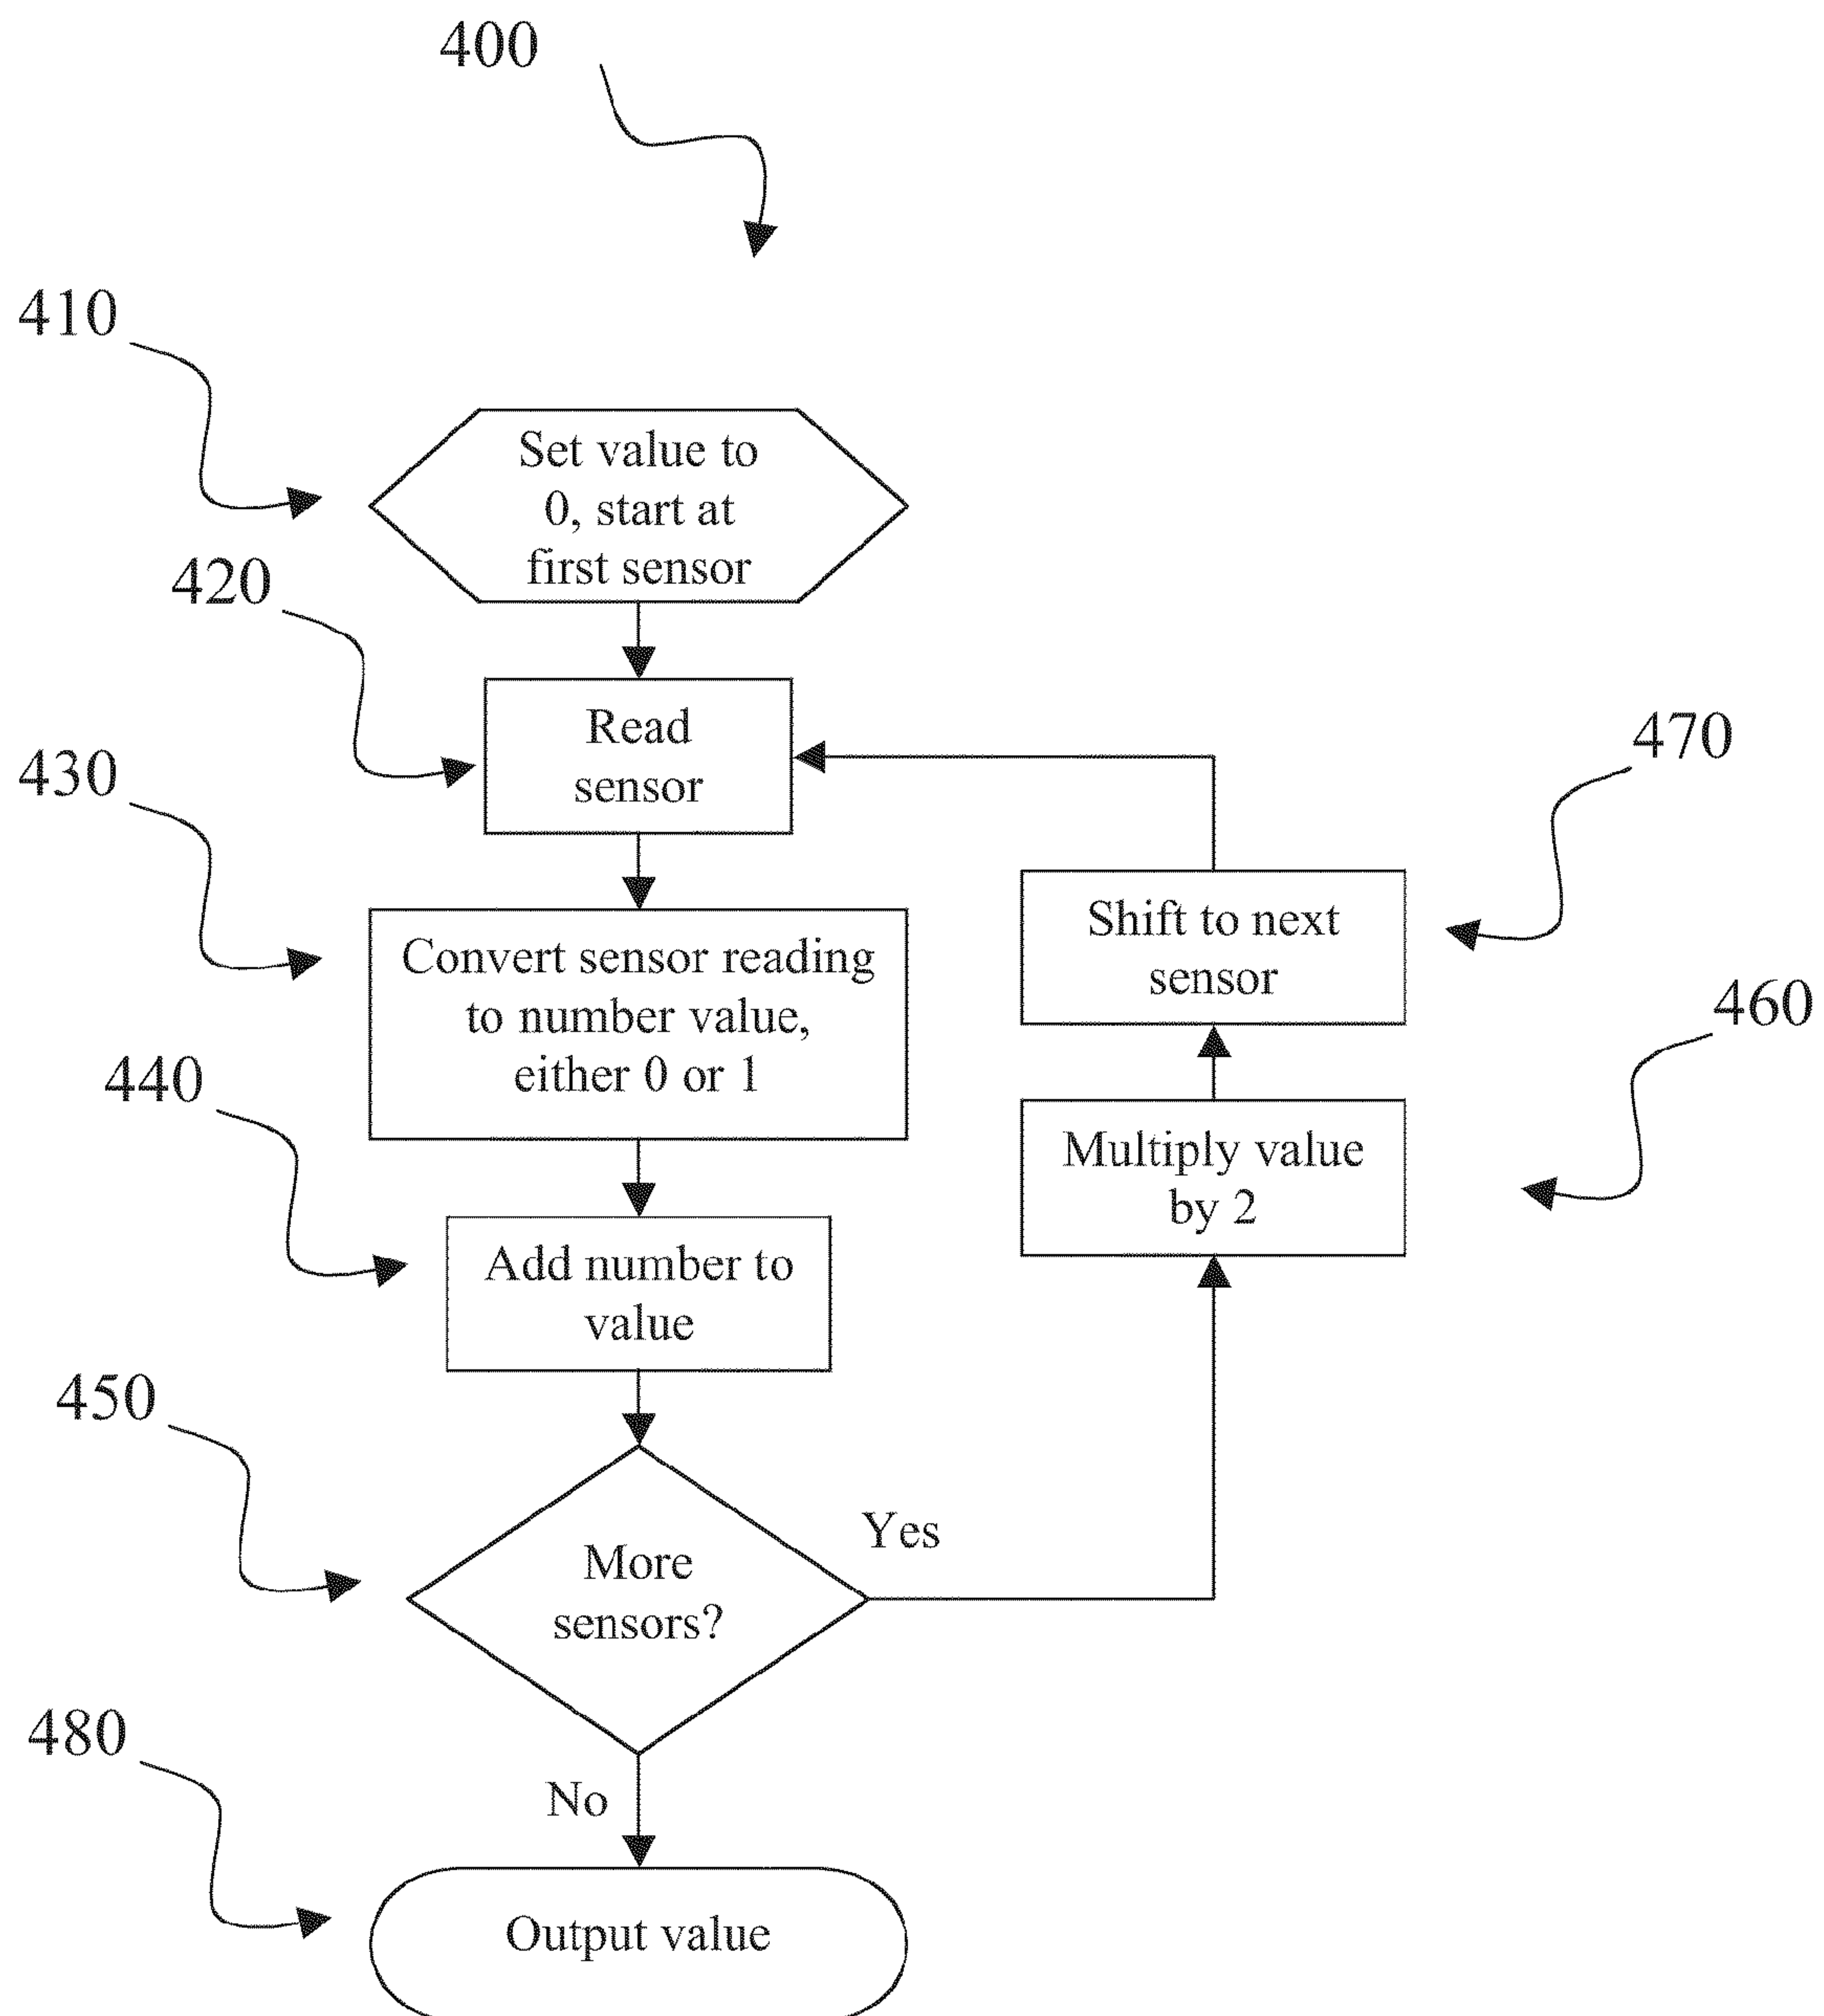 400
410
Set value to
0, start at
first sensor
420
Read
sensor
430
Convert sensor reading
to number value,
either 0 or 1
440
Add number to
value
450
More
sensors?
Yes
460
Multiply value
by 2
470
Shift to next
sensor
No
480
Output value